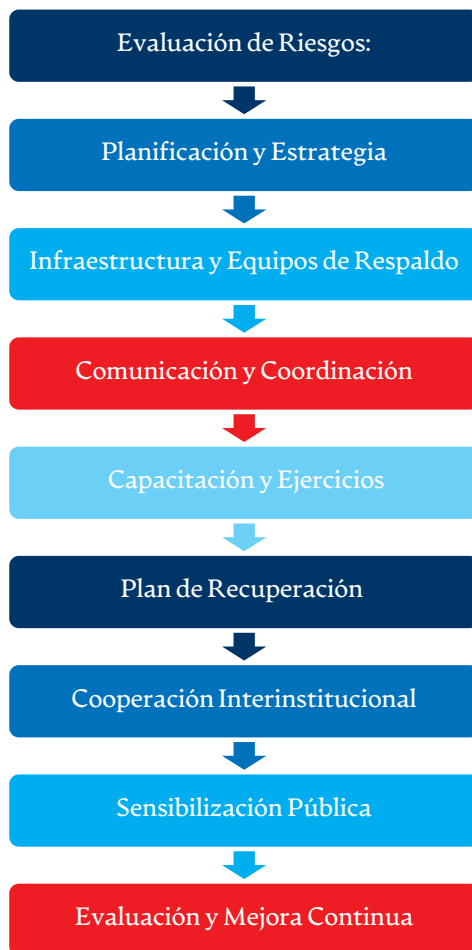 Evaluación de Riesgos:
Planificación y Estrategia
Infraestructura y Equipos de Respaldo
Comunicación y Coordinación
Capacitación y Ejercicios
Plan de Recuperación
Cooperación Interinstitucional
Sensibilización Pública
Evaluación y Mejora Continua